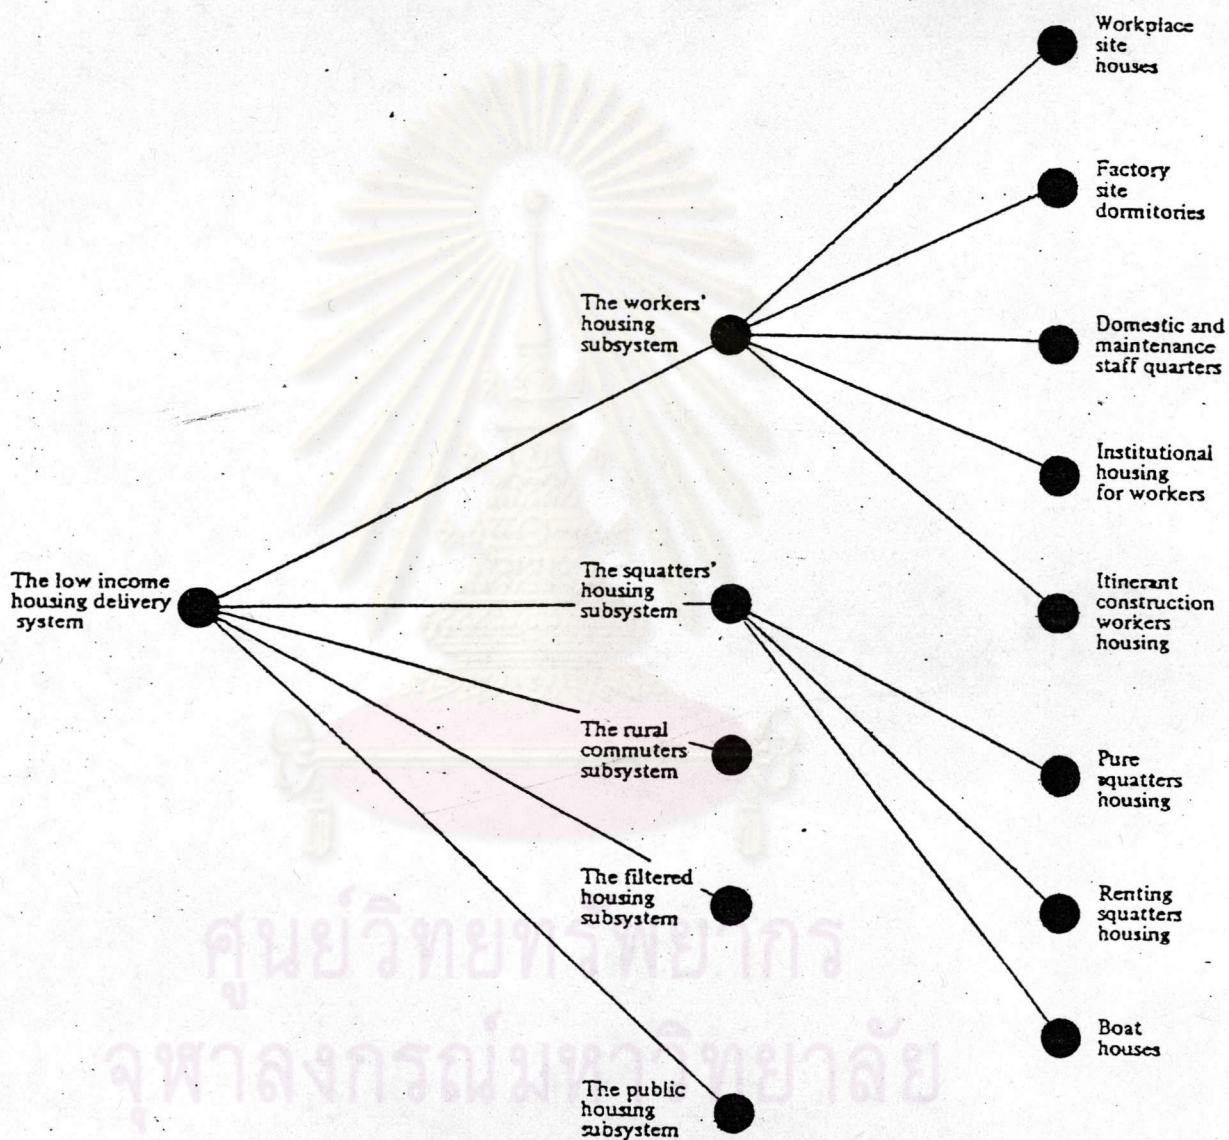 Workplace
site
houses
Factory
site
dormitories
The workers'
housing
subsystem
Domestic and
maintenance
staff quarters
Institutional
housing
for workers
The low income
housing delivery
system
The squatters'
housing
subsystem
Itinerant
construction
workers
housing
The rural
commuters
subsystem
Pure
squatters
housing
The filtered
housing
subsystem
Renting
squatters
housing
ศูนย์วิทยทรัพยากร
จุฬาลงกรณ์มหาวิทยาลัย
Boat
houses
The public
housing
subsystem